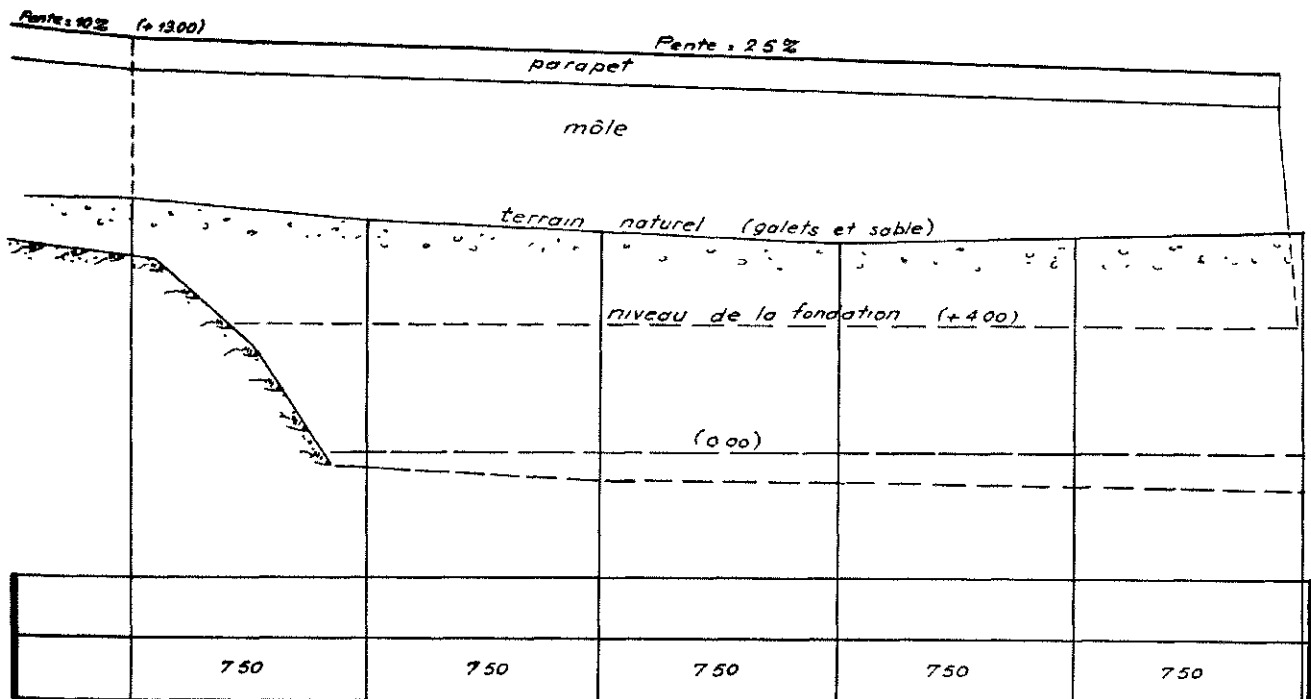 Pente = 10% (+ 13.00)
Pente = 2 5 %
parapet
môle
terrain naturel (galets et sable)
niveau de la fondation (+ 4 00)
(0 00)
7 50 7 50 7 50 7 50 7 50